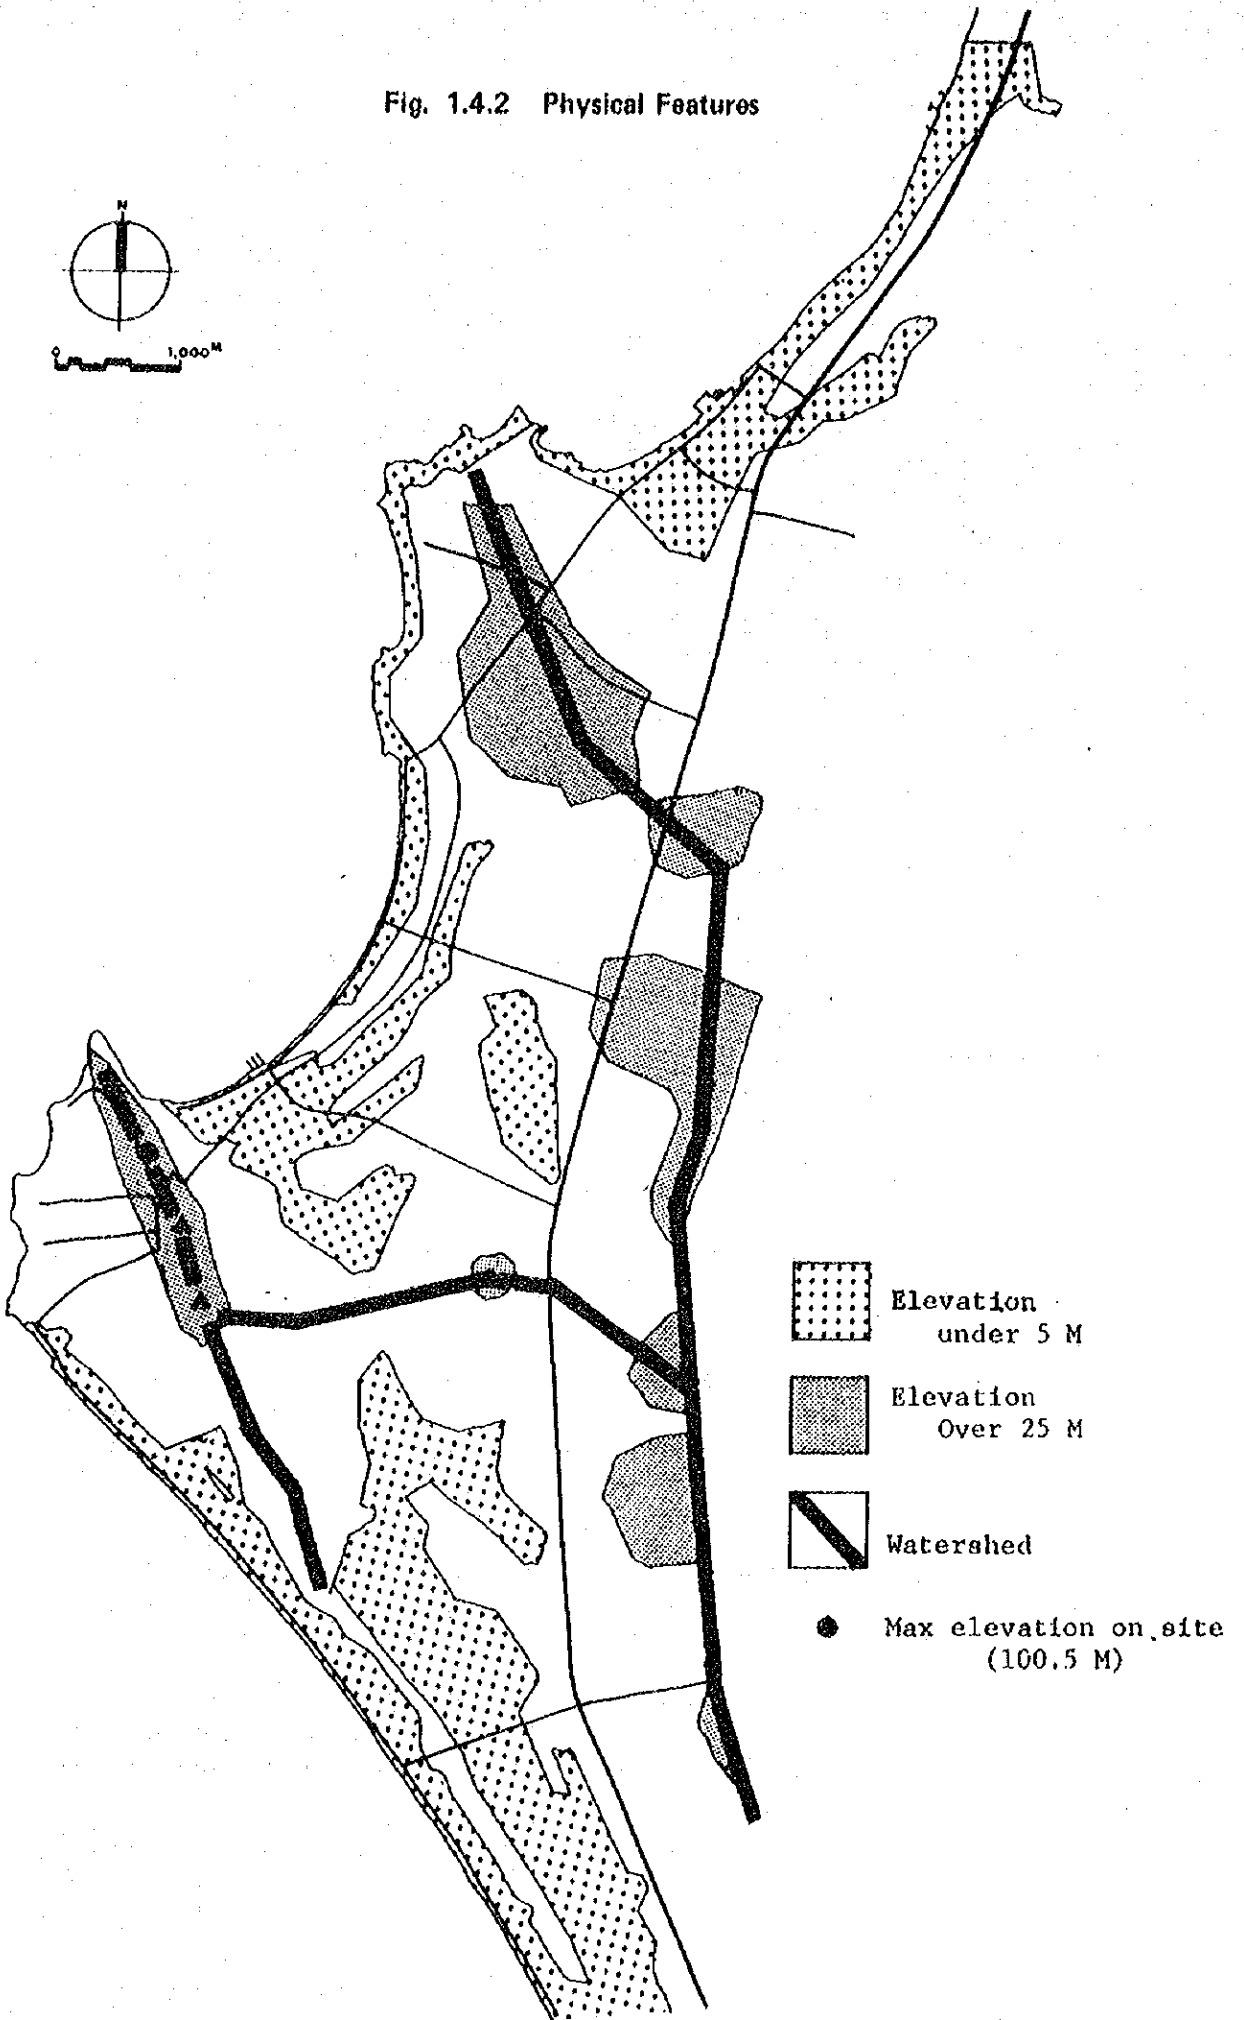 Fig. 1.4.2 Physical Features
N
0 1,000M
Elevation
under 5 M
Elevation
Over 25 M
Watershed
Max elevation on site
(100.5 M)